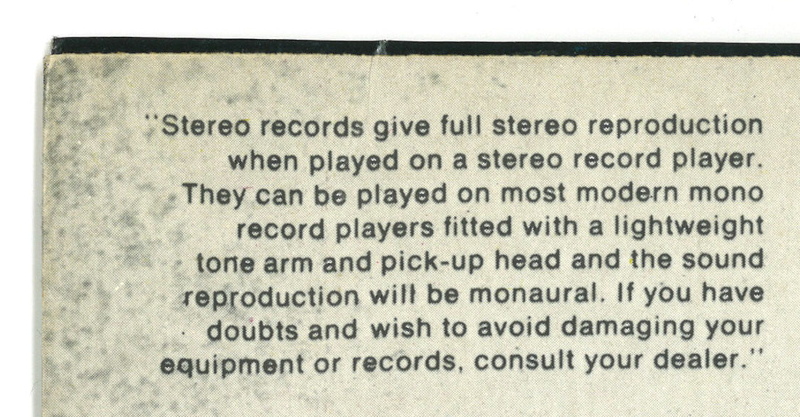 "Stereo records give full stereo reproduction
when played on a stereo record player.
They can be played on most modern mono
record players fitted with a lightweight
tone arm and pick-up head and the sound
reproduction will be monaural. If you have
doubts and wish to avoid damaging your
equipment or records, consult your dealer."